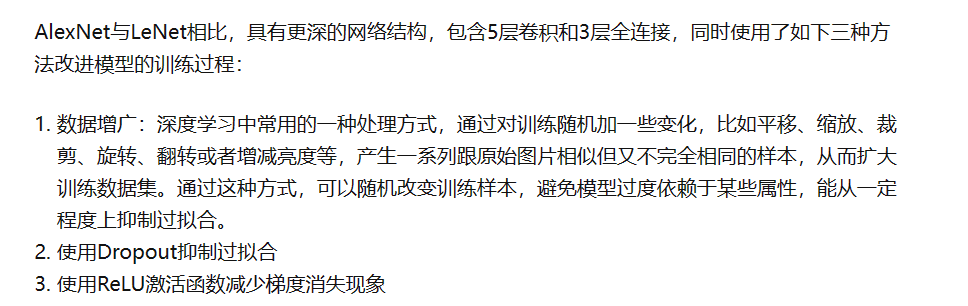 AlexNet与LeNet相比，具有更深的网络结构，包含5层卷积和3层全连接，同时使用了如下三种方
法改进模型的训练过程：
1. 数据增广：深度学习中常用的一种处理方式，通过对训练随机加一些变化，比如平移、缩放、裁
剪、旋转、翻转或者增减亮度等，产生一系列跟原始图片相似但又不完全相同的样本，从而扩大
训练数据集。通过这种方式，可以随机改变训练样本，避免模型过度依赖于某些属性，能从一定
程度上抑制过拟合。
2. 使用Dropout抑制过拟合
3. 使用ReLU激活函数减少梯度消失现象